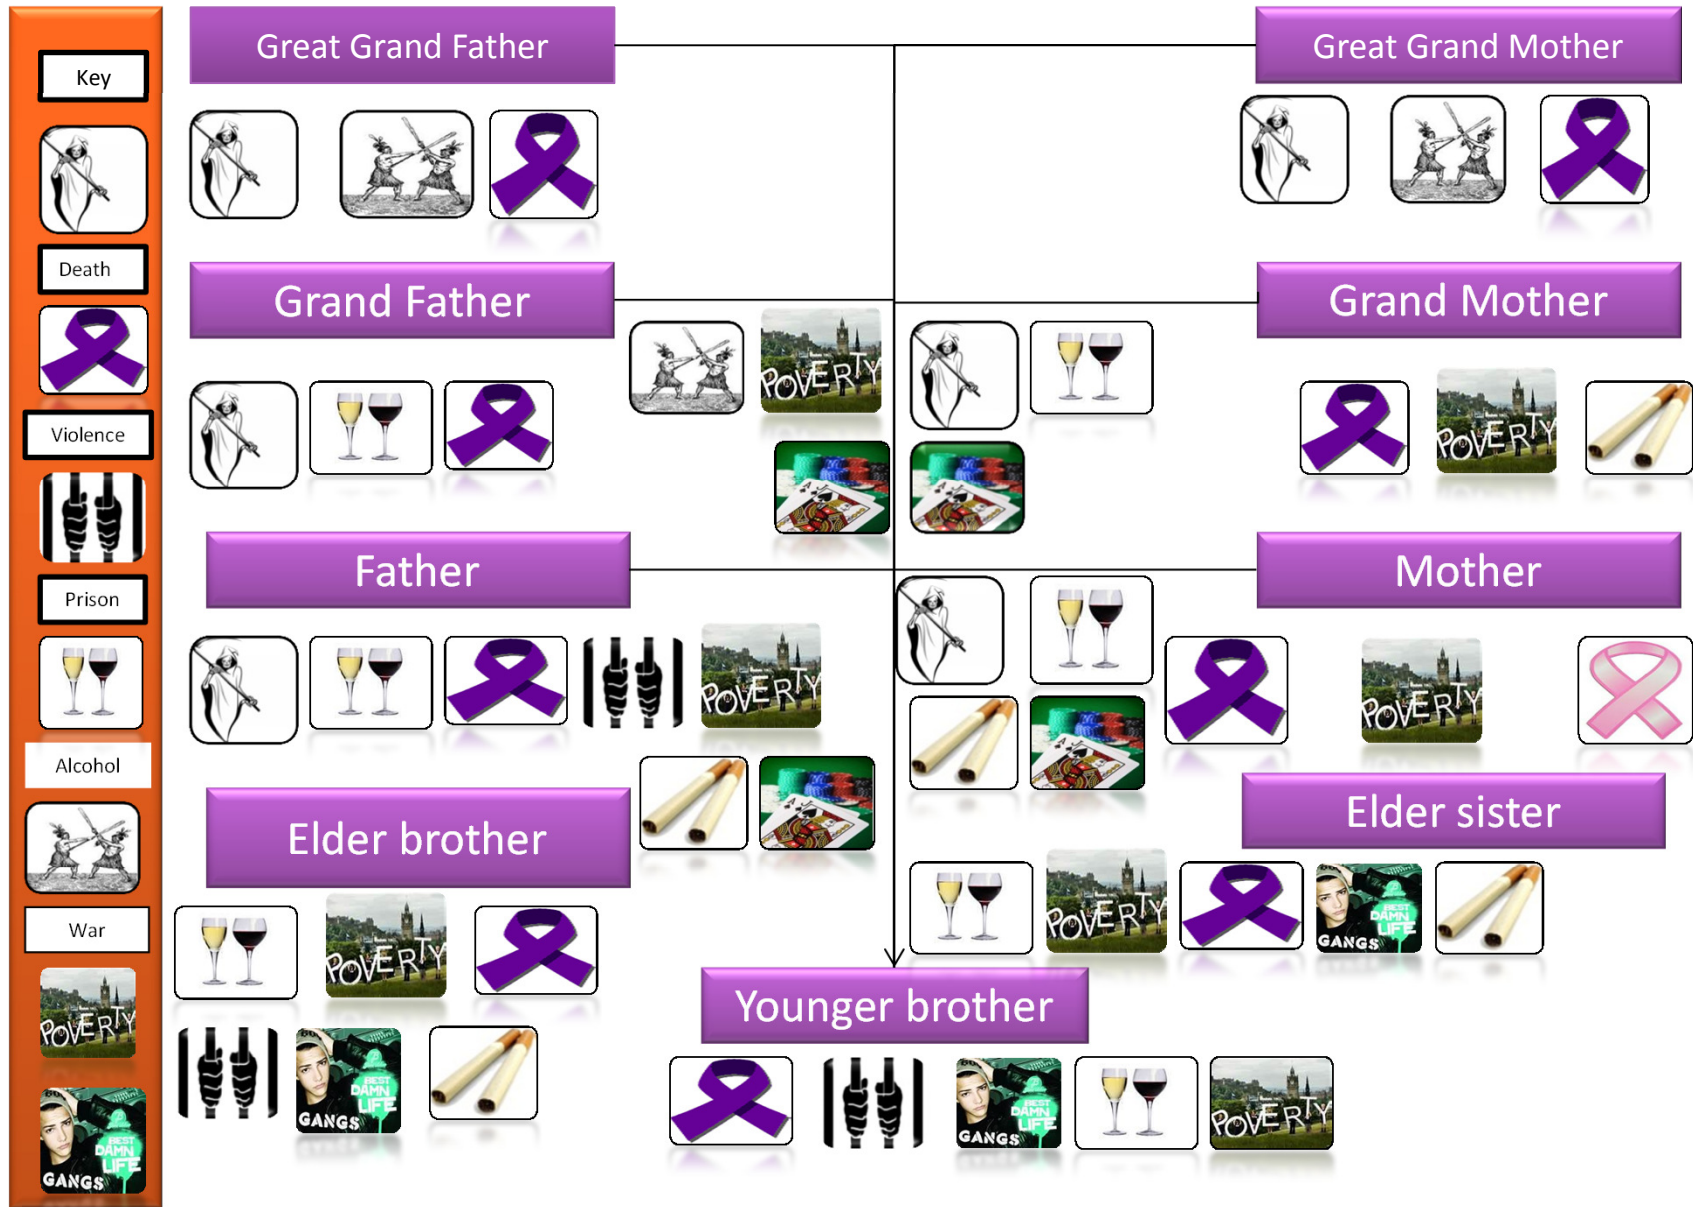 Great Grand Father
Great Grand Mother
Key
Death
Grand Father
Grand Mother
POVERTY
POVERTY
Violence
Father
Mother
Prison
POVERTY
POVERTY
Alcohol
Elder brother
Elder sister
War
POVERTY
POVERTY
BEST
DAMN
LIFE
GANGS
Younger brother
POVERTY
BEST
DAMN
LIFE
GANGS
BEST
DAMN
LIFE
GANGS
POVERTY
BEST
DAMN
LIFE
GANGS